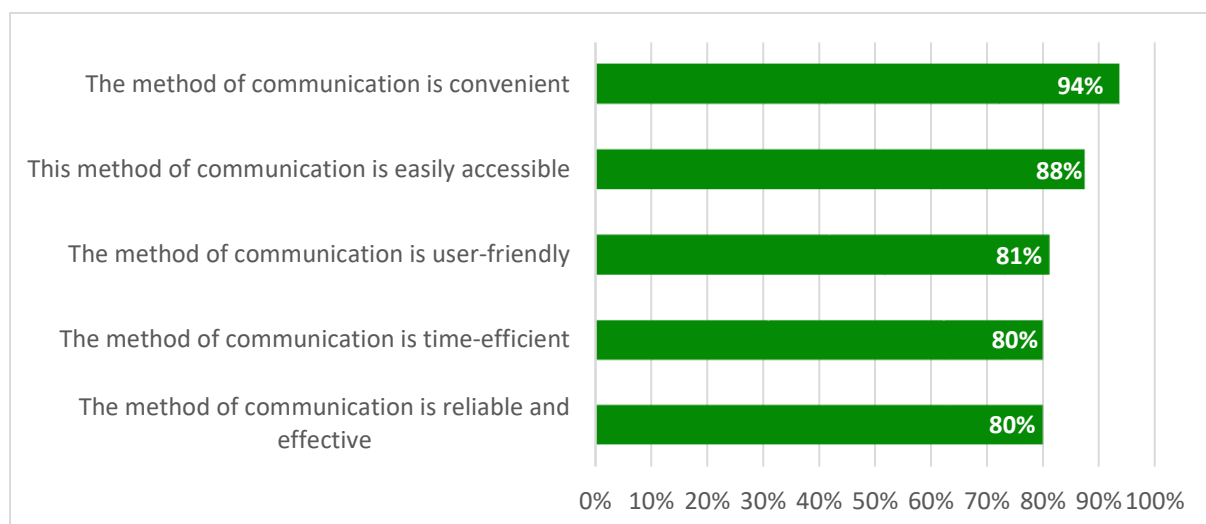 The method of communication is convenient
94%
This method of communication is easily accessible
88%
The method of communication is user-friendly
81%
The method of communication is time-efficient
80%
The method of communication is reliable and
effective
80%
0% 10% 20% 30% 40% 50% 60% 70% 80% 90% 100%